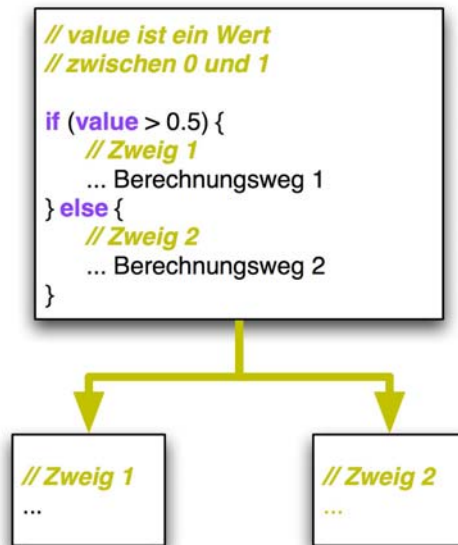 // value ist ein Wert
// zwischen 0 und 1
if (value > 0.5) {
// Zweig 1
... Berechnungsweg 1
} else {
// Zweig 2
... Berechnungsweg 2
}
// Zweig 1
...
// Zweig 2
...